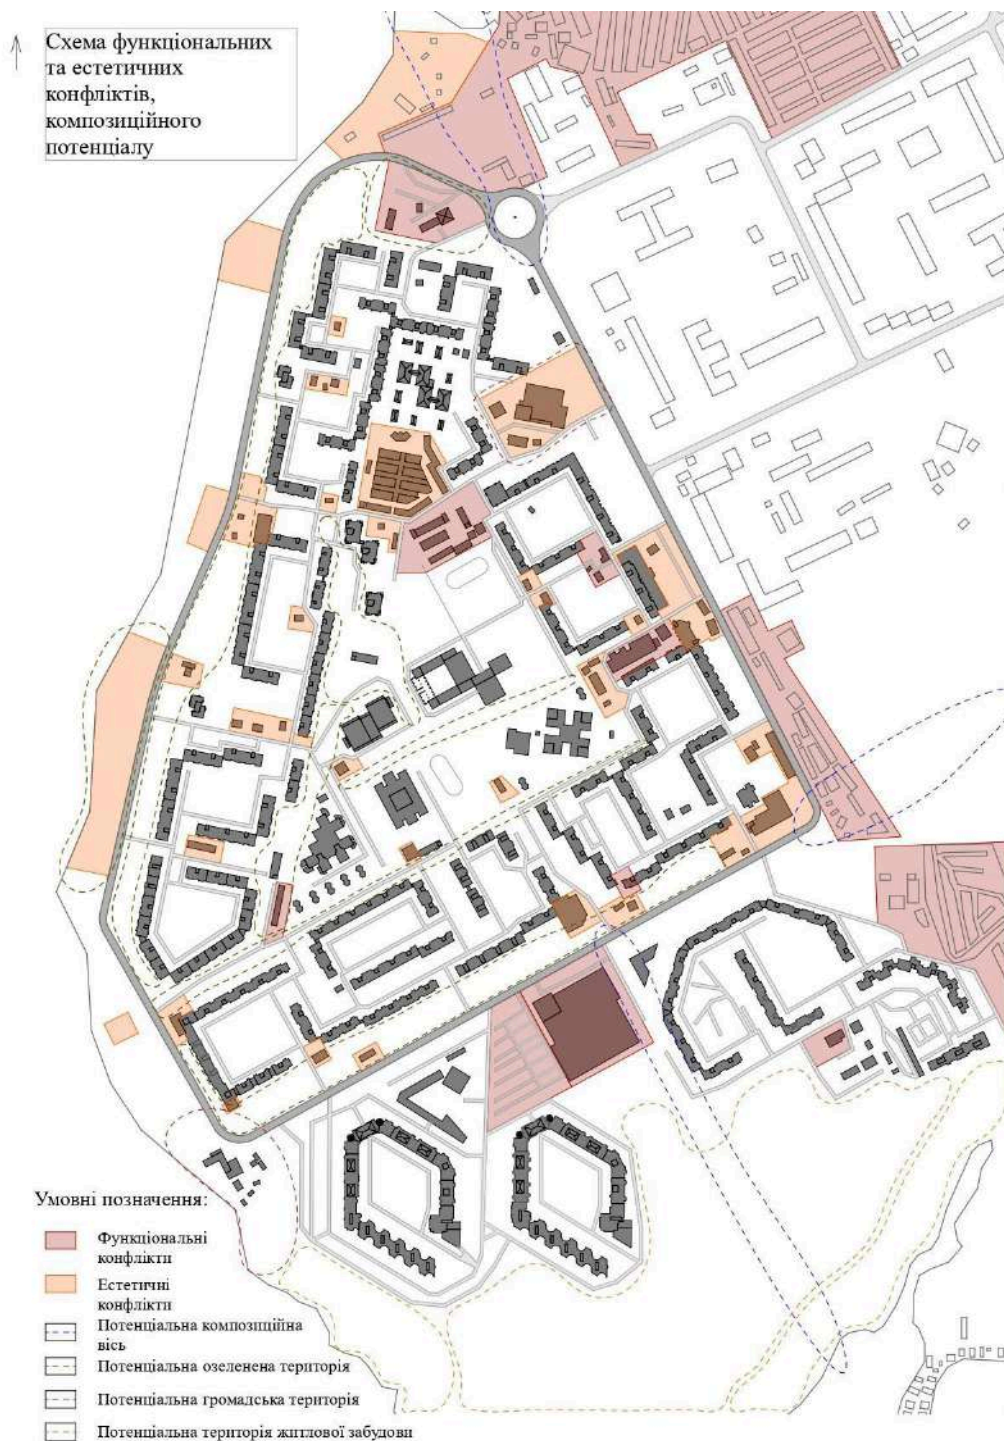 Схема функціональних
та естетичних
конфліктів,
композиційного
потенціалу
Умовні позначення:
Функціональні
конфлікти
Естетичні
конфлікти
Потенціальна композиційна
вісь
Потенціальна озеленена територія
Потенціальна громадська територія
Потенціальна територія житлової забудови